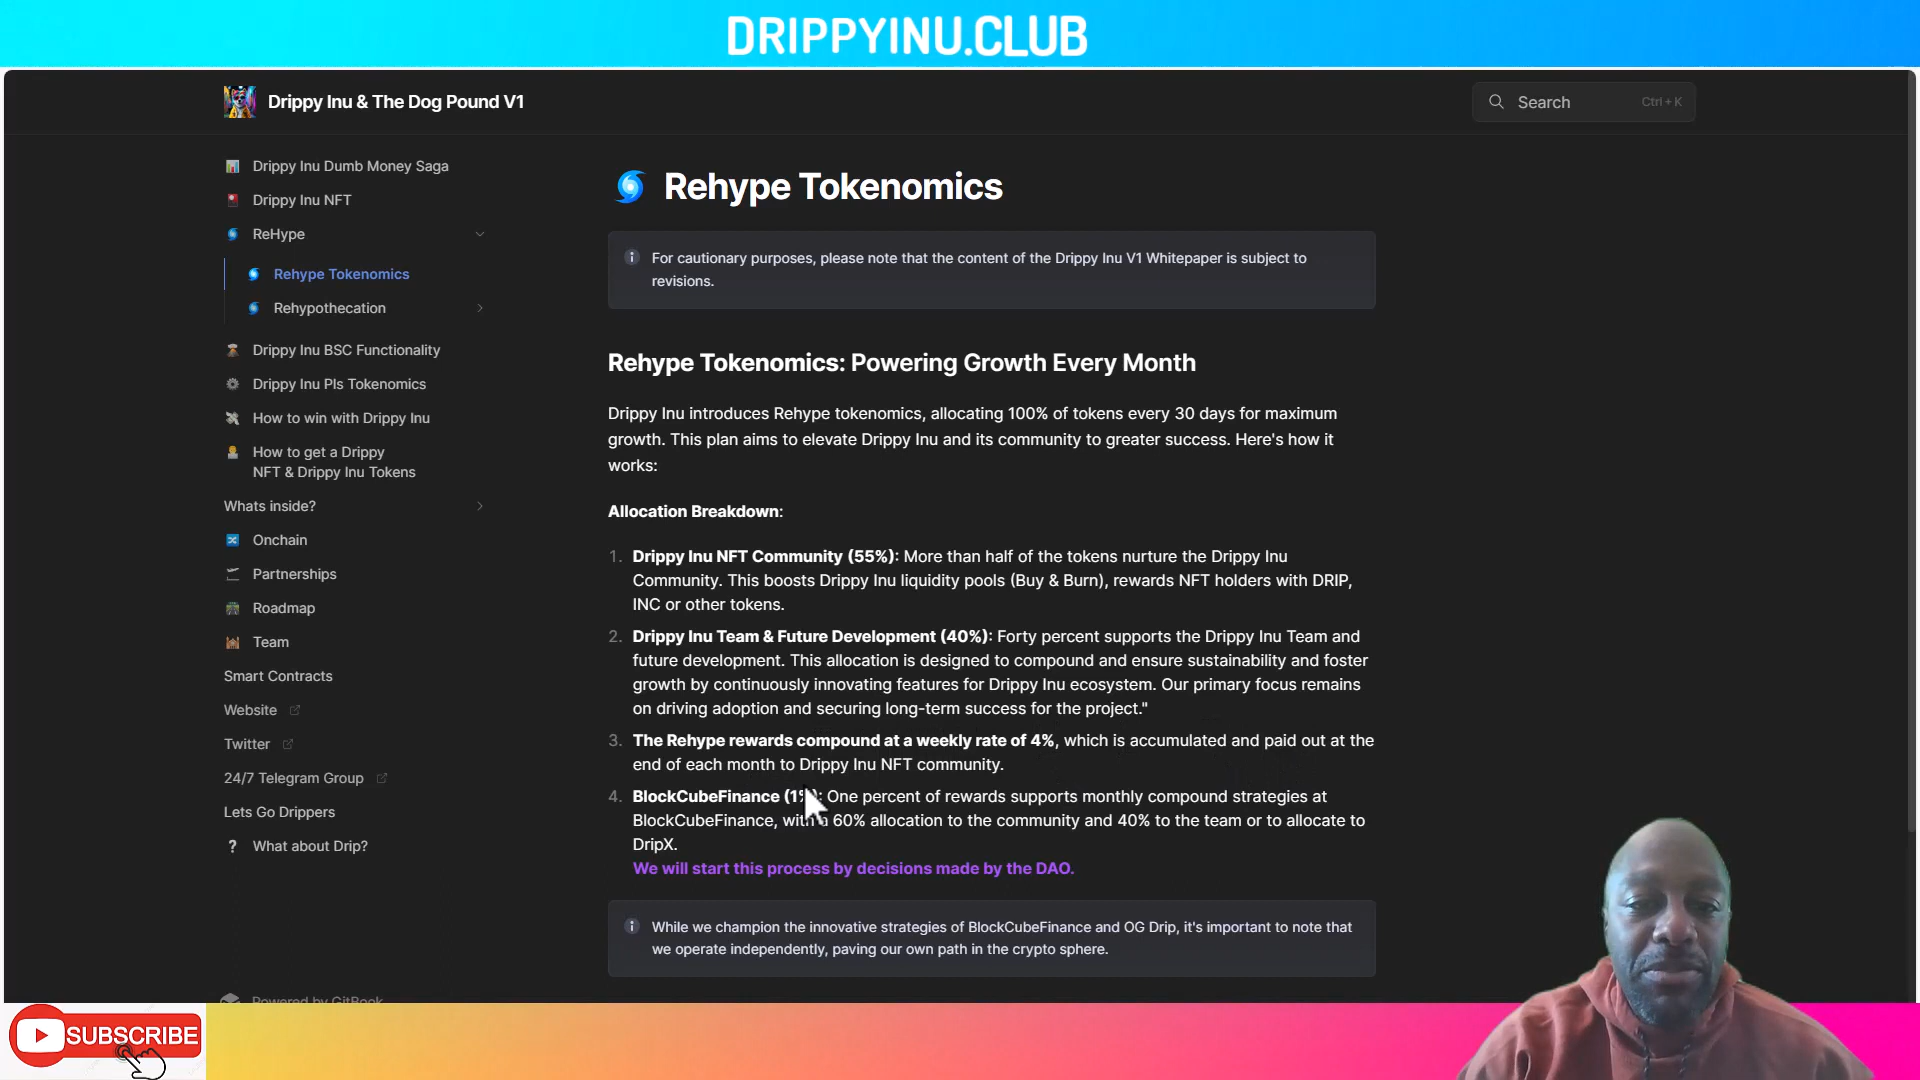 DRIPPYINU.CLUB
Drippy Inu & The Dog Pound V1
Search
Ctrl + K
Drippy Inu Dumb Money Saga
Drippy Inu NFT
ReHype
Rehype Tokenomics
Rehypothecation
Drippy Inu BSC Functionality
Drippy Inu Pls Tokenomics
How to win with Drippy Inu
How to get a Drippy
NFT & Drippy Inu Tokens
Whats inside?
Onchain
Partnerships
Roadmap
Team
Smart Contracts
Website
Twitter
24/7 Telegram Group
Lets Go Drippers
? What about Drip?
Powered by GitBook
Rehype Tokenomics
For cautionary purposes, please note that the content of the Drippy Inu V1 Whitepaper is subject to
revisions.
Rehype Tokenomics: Powering Growth Every Month
Drippy Inu introduces Rehype tokenomics, allocating 100% of tokens every 30 days for maximum
growth. This plan aims to elevate Drippy Inu and its community to greater success. Here's how it
works:
Allocation Breakdown:
1. Drippy Inu NFT Community (55%): More than half of the tokens nurture the Drippy Inu
Community. This boosts Drippy Inu liquidity pools (Buy & Burn), rewards NFT holders with DRIP,
INC or other tokens.
2. Drippy Inu Team & Future Development (40%): Forty percent supports the Drippy Inu Team and
future development. This allocation is designed to compound and ensure sustainability and foster
growth by continuously innovating features for Drippy Inu ecosystem. Our primary focus remains
on driving adoption and securing long-term success for the project."
3. The Rehype rewards compound at a weekly rate of 4%, which is accumulated and paid out at the
end of each month to Drippy Inu NFT community.
4. BlockCubeFinance (1%): One percent of rewards supports monthly compound strategies at
BlockCubeFinance, with a 60% allocation to the community and 40% to the team or to allocate to
DripX.
We will start this process by decisions made by the DAO.
While we champion the innovative strategies of BlockCubeFinance and OG Drip, it's important to note that
we operate independently, paving our own path in the crypto sphere.
SUBSCRIBE